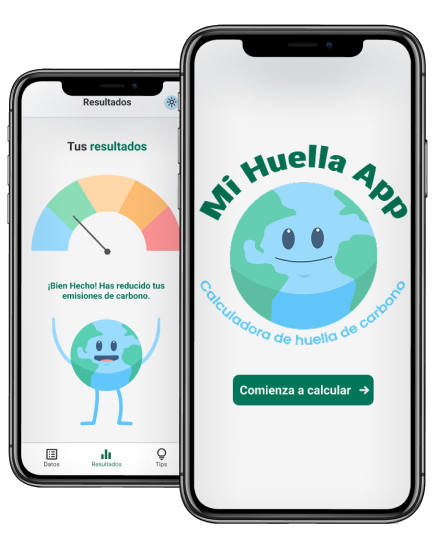 Resultados
Tus resultados
¡Bien Hecho! Has reducido tus
emisiones de carbono.
Datos
Resultados
Tips
Mi Huella App
Calculadora de huella de carbono
Comienza a calcular